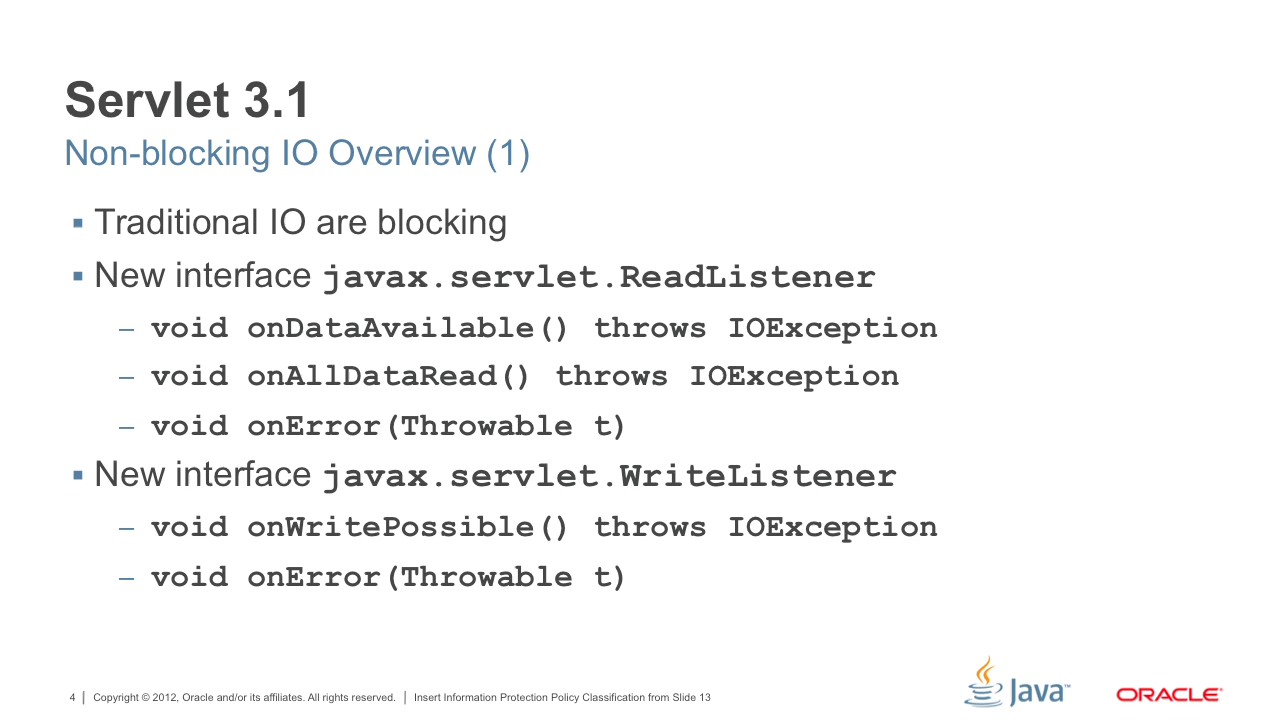 Servlet 3.1
Non-blocking IO Overview (1)
▪ Traditional IO are blocking
▪ New interface javax.servlet.ReadListener
– void onDataAvailable() throws IOException
– void onAllDataRead() throws IOException
– void onError(Throwable t)
▪ New interface javax.servlet.WriteListener
– void onWritePossible() throws IOException
– void onError(Throwable t)
4 | Copyright © 2012, Oracle and/or its affiliates. All rights reserved. | Insert Information Protection Policy Classification from Slide 13
Java™ ORACLE®